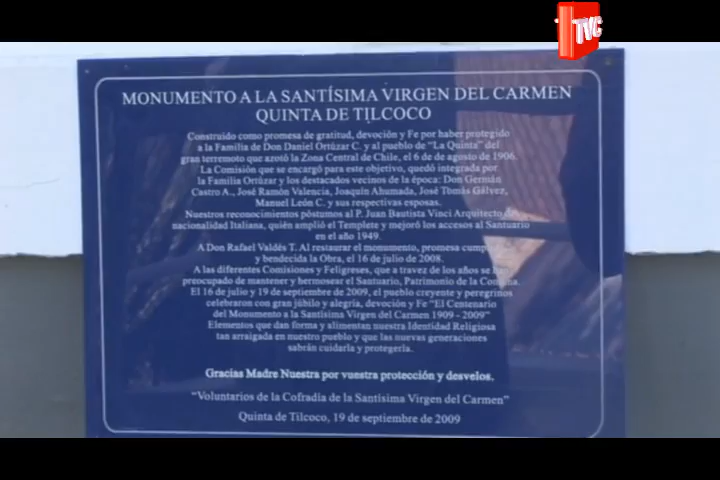 TVC
MONUMENTO A LA SANTÍSIMA VIRGEN DEL CARMEN
QUINTA DE TILCOCO
Construido como promesa de gratitud, devoción y Fe por haber protegido
a la Familia de Don Daniel Ortúzar C. y al pueblo de "La Quinta" del
gran terremoto que azotó la Zona Central de Chile, el 6 de de agosto de 1906.
La Comisión que se encargó para este objetivo, quedó integrada por
la Familia Ortúzar y los destacados vecinos de la época: Don Germán
Castro A., José Ramón Valencia, Joaquín Ahumada, José Tomás Gálvez,
Manuel León C. y sus respectivas esposas.
Nuestros reconocimientos póstumos al P. Juan Bautista Vinci Arquitecto de
nacionalidad Italiana, quién amplió el Templete y mejoró los accesos al Santuario
en el año 1949.
A Don Rafael Valdés T. Al restaurar el monumento, promesa
y bendecida la Obra, el 16 de julio de 2008.
A las diferentes Comisiones y Feligreses, que a travez de los años se
preocupado de mantener y hermosear el Santuario, Patrimonio de la Comuna.
El 16 de julio y 19 de septiembre de 2009, el pueblo creyente y peregrinos
celebraron con gran júbilo y alegría, devoción y Fe "El Centenario
del Monumento a la Santísima Virgen del Carmen 1909 - 2009"
Elementos que dan forma y alimentan nuestra Identidad Religiosa
tan arraigada en nuestro pueblo y que las nuevas generaciones
sabrán cuidarla y protegerla.
Gracias Madre Nuestra por vuestra protección y desvelos.
"Voluntarios de la Cofradía de la Santísima Virgen del Carmen"
Quinta de Tilcoco, 19 de septiembre de 2009